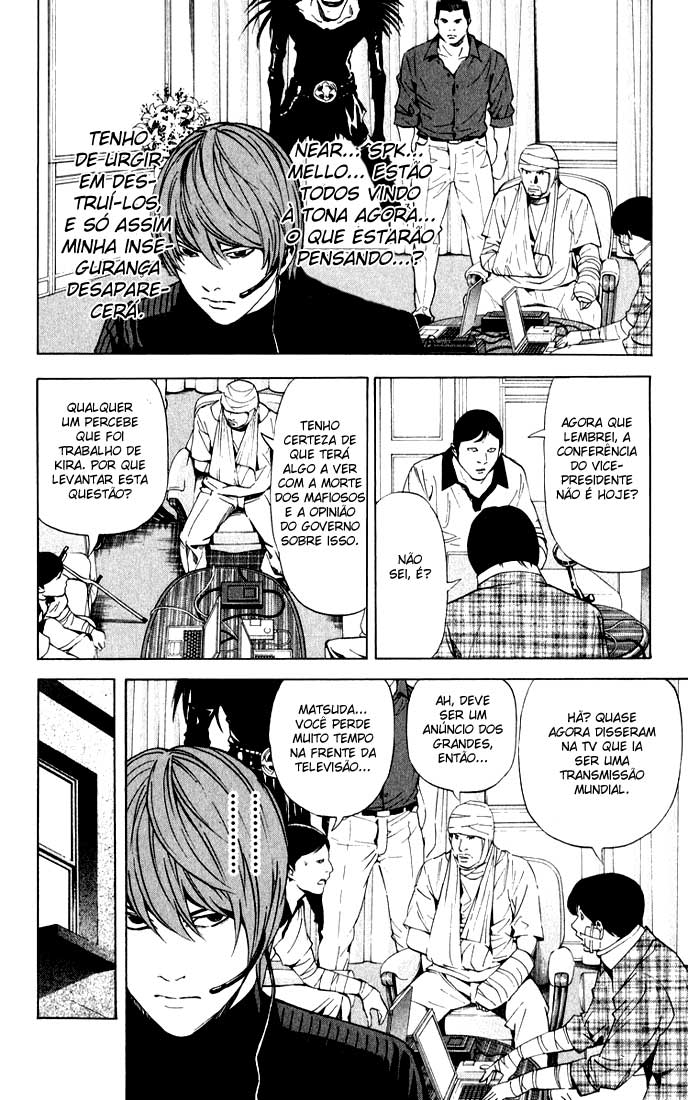 NEAR... SPK...
MELLO... ESTÃO
TODOS VINDO
À TONA AGORA...
O QUE ESTARÃO
PENSANDO...?
TENHO
DE URGIR
EM DES-
TRUÍ-LOS,
E SÓ ASSIM
MINHA INSE-
GURANÇA
DESAPARE-
CERÁ.
AGORA QUE
LEMBREI, A
CONFERÊNCIA
DO VICE-
PRESIDENTE
NÃO É HOJE?
NÃO
SEI, É?
TENHO
CERTEZA DE
QUE TERÁ
ALGO A VER
COM A MORTE
DOS MAFIOSOS
E A OPINIÃO
DO GOVERNO
SOBRE ISSO.
QUALQUER
UM PERCEBE
QUE FOI
TRABALHO DE
KIRA. POR QUE
LEVANTAR ESTA
QUESTÃO?
HÃ? QUASE
AGORA DISSERAM
NA TV QUE IA
SER UMA
TRANSMISSÃO
MUNDIAL.
AH, DEVE
SER UM
ANÚNCIO DOS
GRANDES,
ENTÃO...
MATSUDA...
VOCÊ PERDE
MUITO TEMPO
NA FRENTE DA
TELEVISÃO...